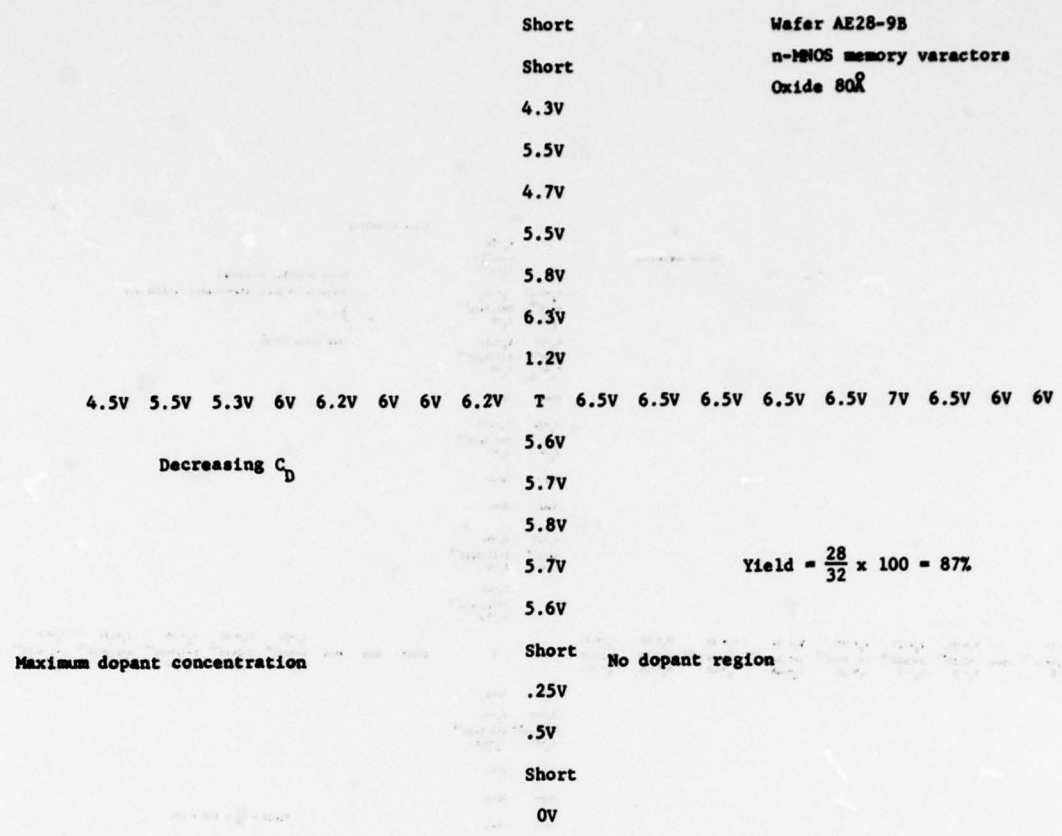 Short Wafer AE28-9B
n-MNOS memory varactors
Short
Oxide 80Å
4.3V
5.5V
4.7V
5.5V
5.8V
6.3V
1.2V
4.5V 5.5V 5.3V 6V 6.2V 6V 6V 6.2V T 6.5V 6.5V 6.5V 6.5V 6.5V 7V 6.5V 6V 6V
5.6V
Decreasing C_D
5.7V
5.8V
5.7V Yield = 28/32 x 100 = 87%
5.6V
Short
Maximum dopant concentration No dopant region
.25V
.5V
Short
0V